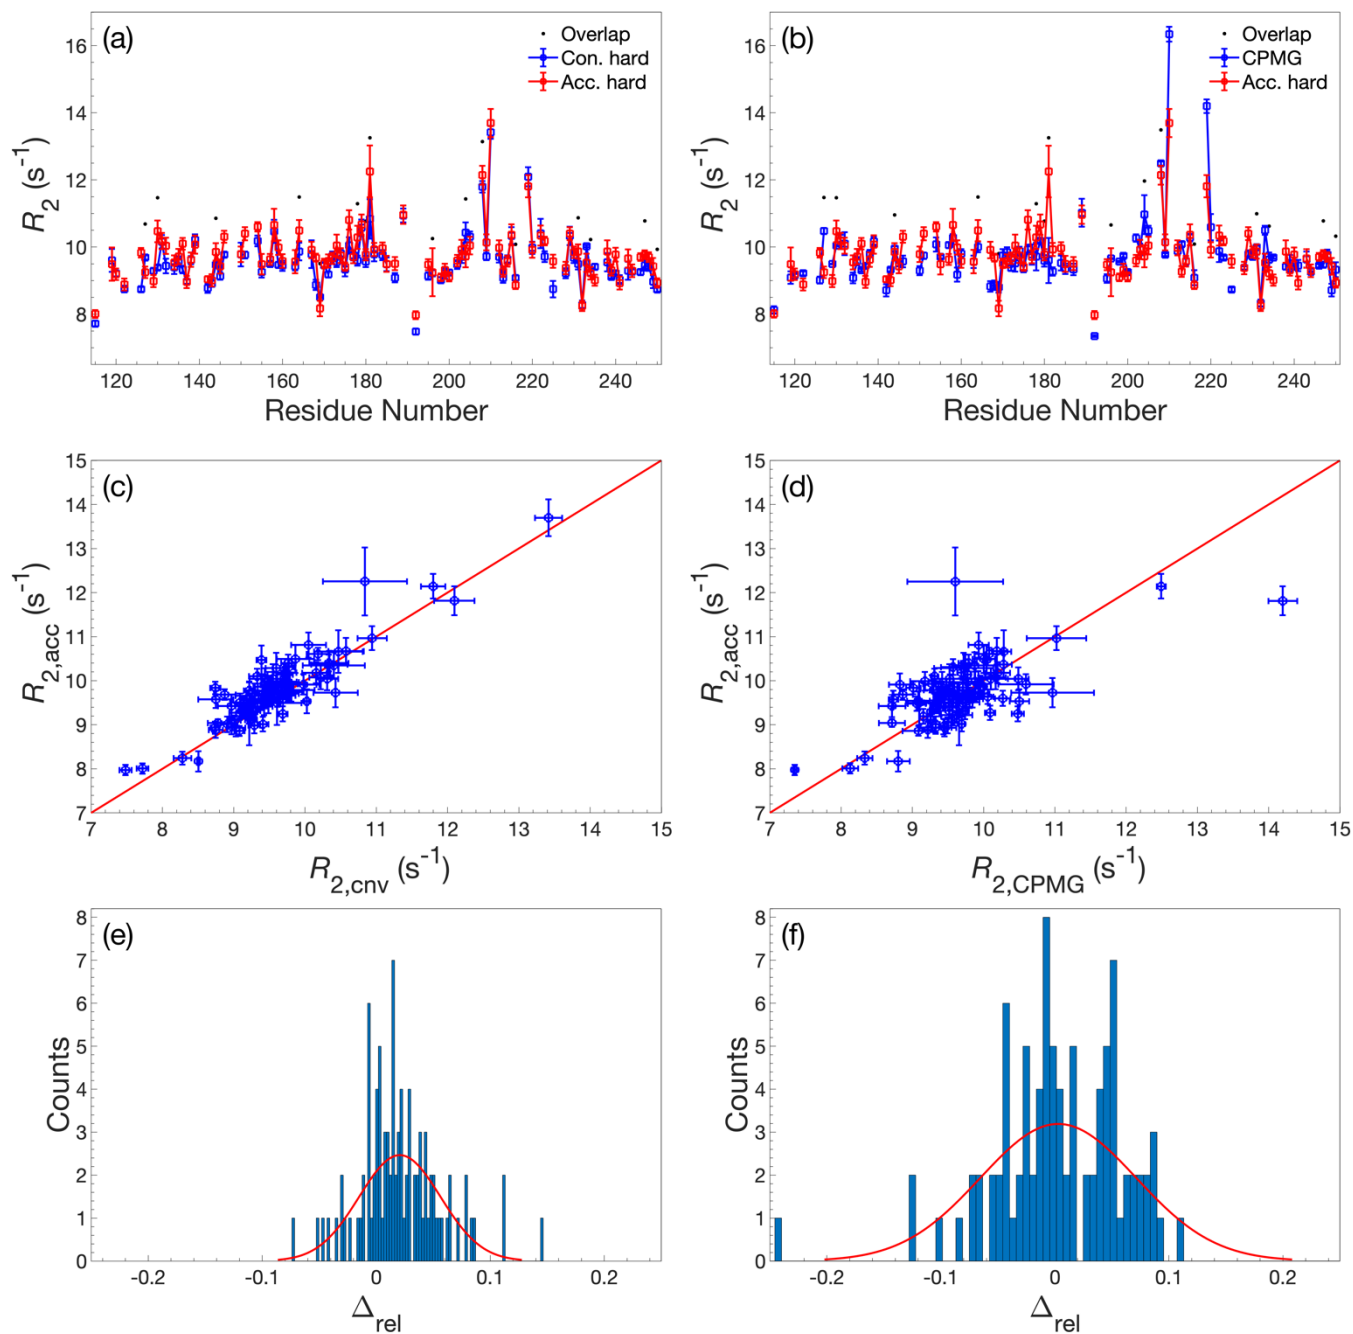 (a)
Overlap
Con. hard
Acc. hard
16
14
12
10
8
R2 (s-1)
120 140 160 180 200 220 240
Residue Number
(b)
Overlap
CPMG
Acc. hard
16
14
12
10
8
R2 (s-1)
120 140 160 180 200 220 240
Residue Number
(c)
15
14
13
12
11
10
9
8
7
R2,acc (s-1)
7 8 9 10 11 12 13 14 15
R2,cnv (s-1)
(d)
15
14
13
12
11
10
9
8
7
R2,acc (s-1)
7 8 9 10 11 12 13 14 15
R2,CPMG (s-1)
(e)
8
7
6
5
4
3
2
1
0
Counts
-0.2 -0.1 0 0.1 0.2
Δrel
(f)
8
7
6
5
4
3
2
1
0
Counts
-0.2 -0.1 0 0.1 0.2
Δrel